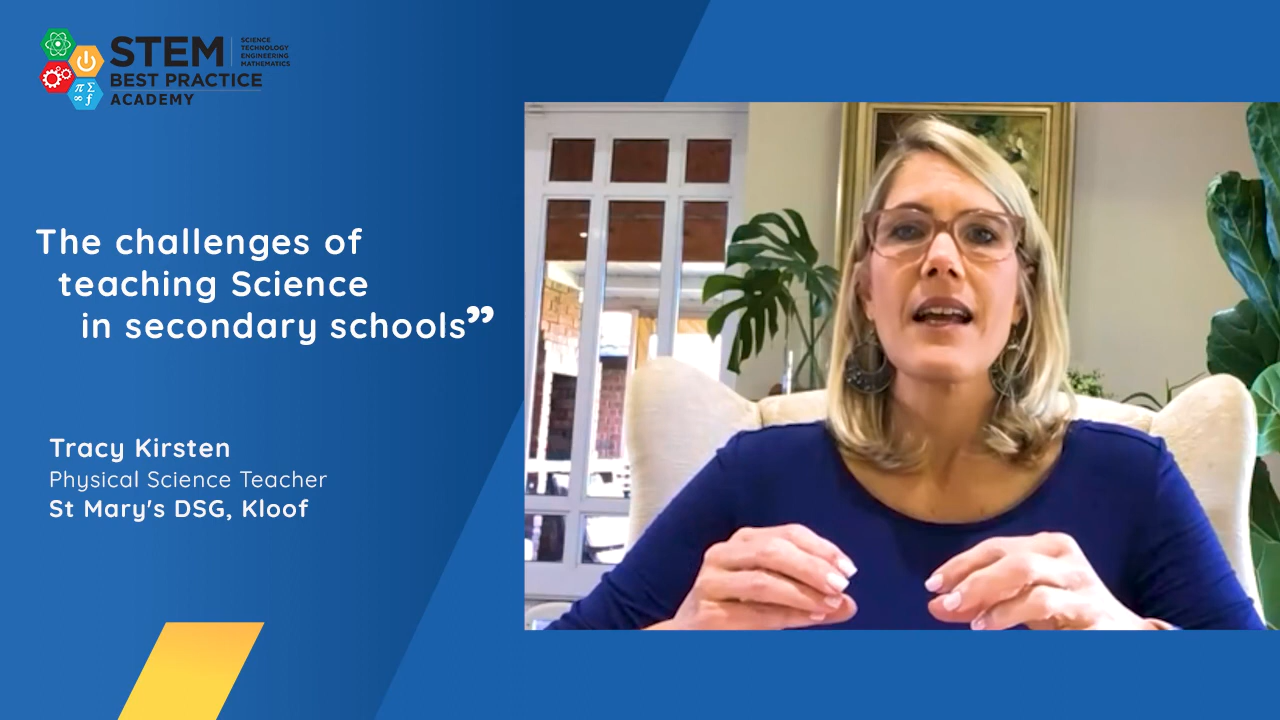 STEM
SCIENCE
TECHNOLOGY
ENGINEERING
MATHEMATICS
BEST PRACTICE
ACADEMY
π Σ
∞ ƒ
The challenges of
teaching Science
in secondary schools”
Tracy Kirsten
Physical Science Teacher
St Mary's DSG, Kloof